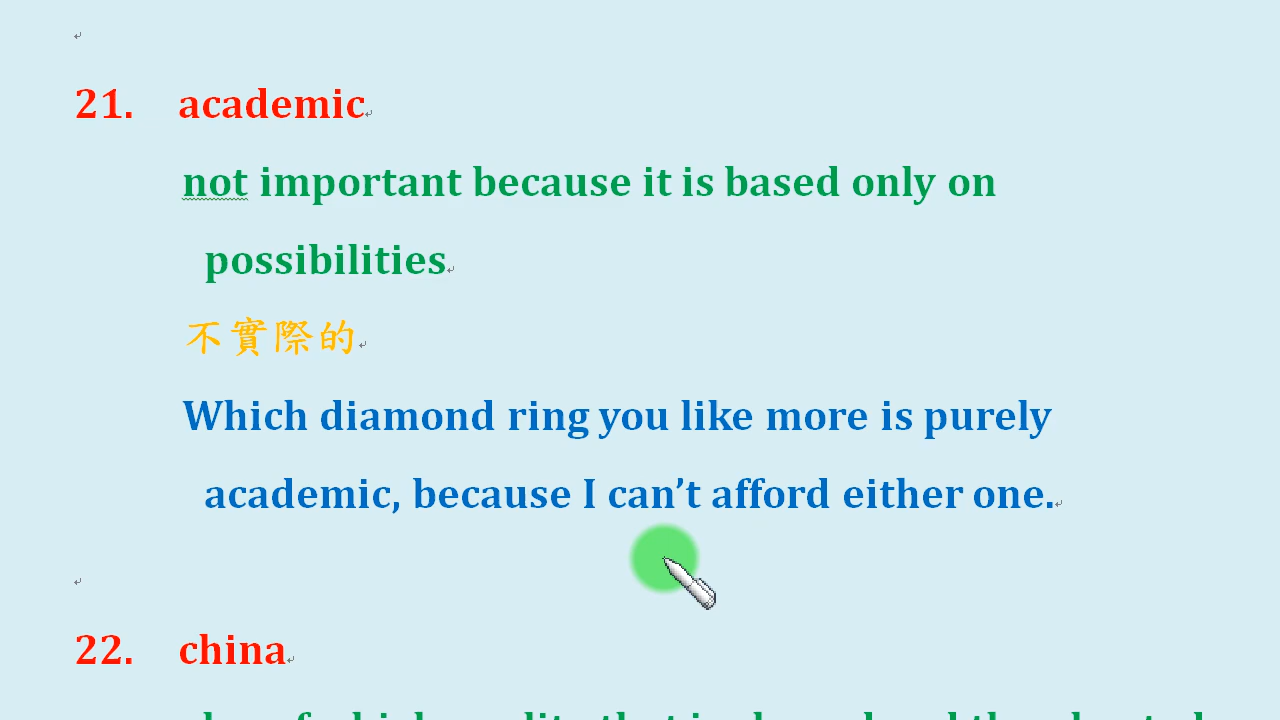 21. academic
not important because it is based only on
possibilities
不實際的
Which diamond ring you like more is purely
academic, because I can’t afford either one.
22. china